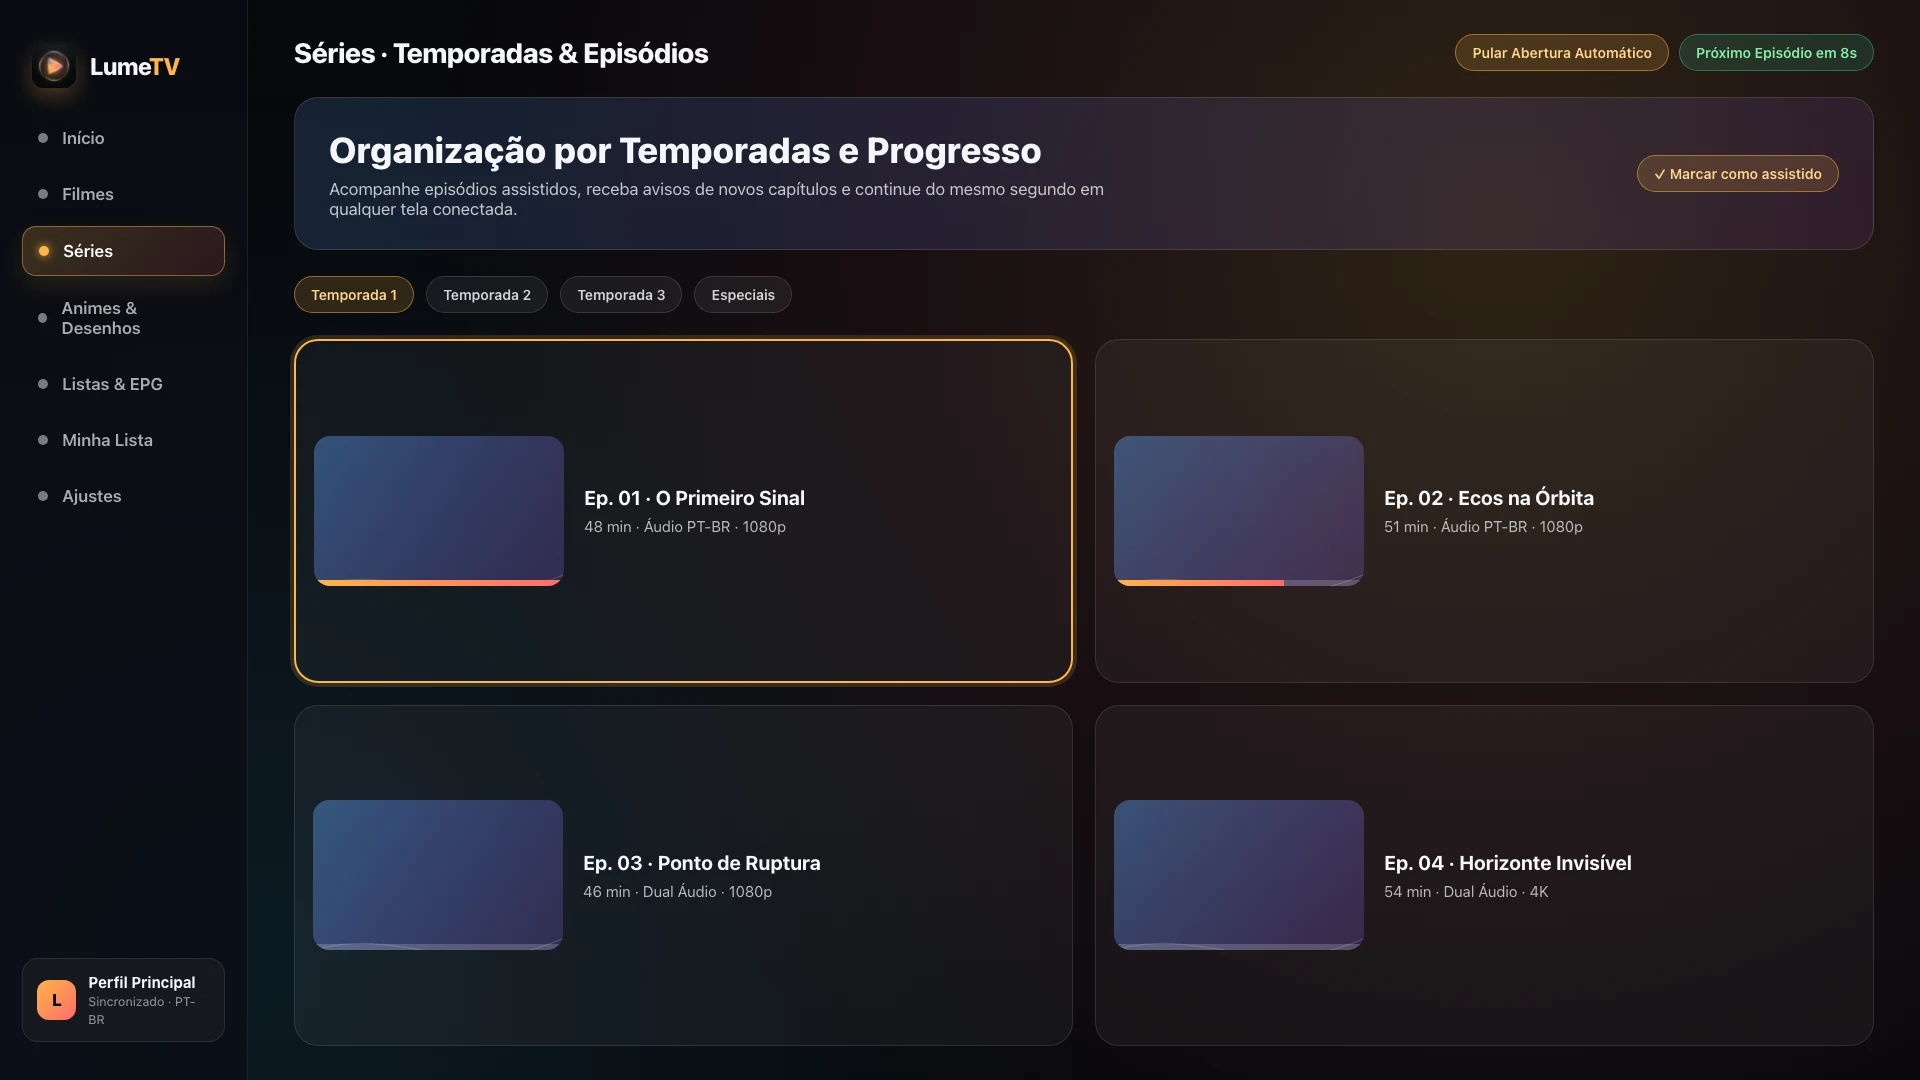 LumeTV
Início
Filmes
Séries
Animes &
Desenhos
Listas & EPG
Minha Lista
Ajustes
L
Perfil Principal
Sincronizado · PT-
BR
Séries · Temporadas & Episódios
Pular Abertura Automático
Próximo Episódio em 8s
Organização por Temporadas e Progresso
Acompanhe episódios assistidos, receba avisos de novos capítulos e continue do mesmo segundo em
qualquer tela conectada.
✓ Marcar como assistido
Temporada 1
Temporada 2
Temporada 3
Especiais
Ep. 01 · O Primeiro Sinal
48 min · Áudio PT-BR · 1080p
Ep. 02 · Ecos na Órbita
51 min · Áudio PT-BR · 1080p
Ep. 03 · Ponto de Ruptura
46 min · Dual Áudio · 1080p
Ep. 04 · Horizonte Invisível
54 min · Dual Áudio · 4K